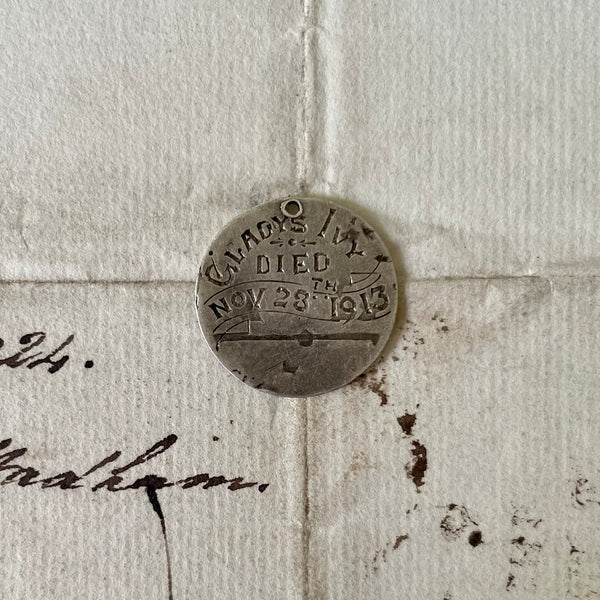 GLADYS IVY
DIED
NOV 28TH 1913
24.